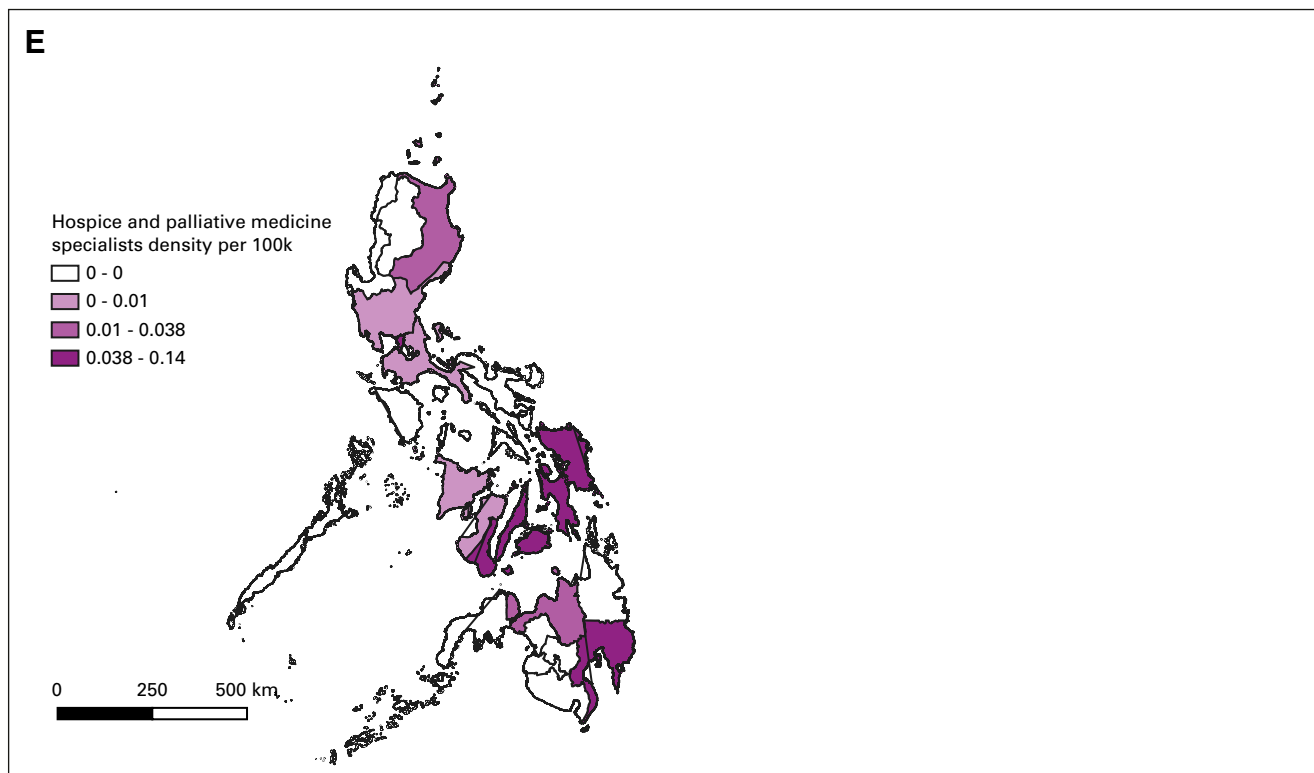 E
Hospice and palliative medicine
specialists density per 100k
0 - 0
0 - 0.01
0.01 - 0.038
0.038 - 0.14
0 250 500 km